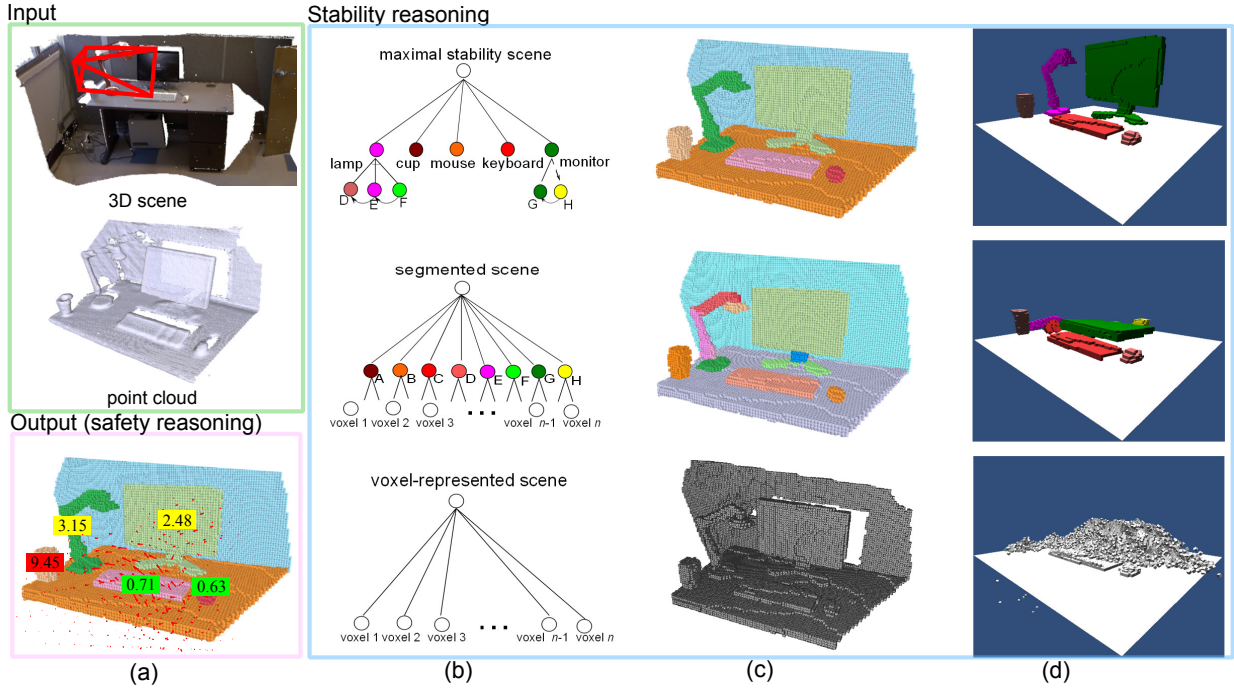 Input
Stability reasoning
3D scene
point cloud
Output (safety reasoning)
3.15
2.48
9.45
0.71
0.63
(a)
maximal stability scene
lamp cup mouse keyboard monitor
D E F G H
segmented scene
A B C D E F G H
voxel 1 voxel 2 voxel 3 ... voxel n-1 voxel n
voxel-represented scene
voxel 1 voxel 2 voxel 3 ... voxel n-1 voxel n
(b)
(c)
(d)